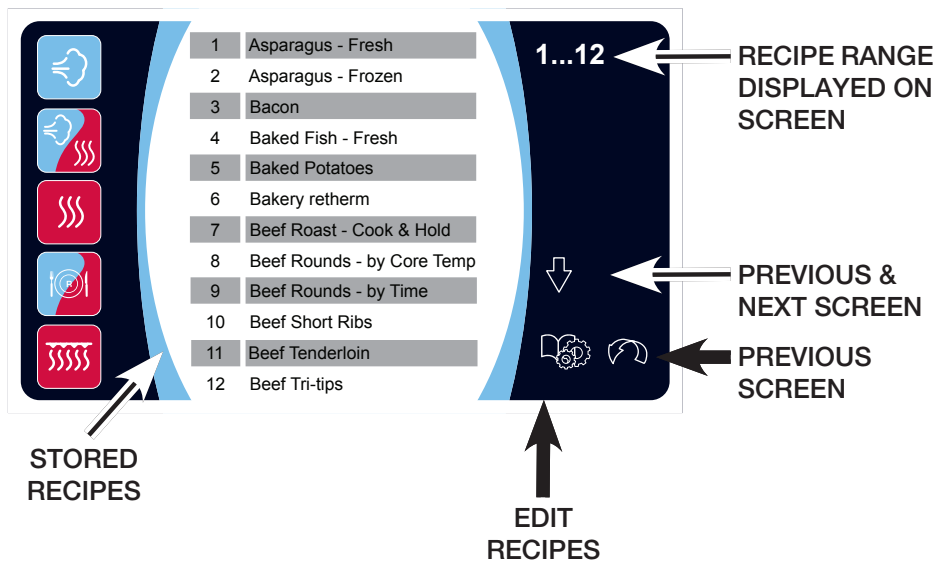 1 Asparagus - Fresh
2 Asparagus - Frozen
3 Bacon
4 Baked Fish - Fresh
5 Baked Potatoes
6 Bakery retherm
7 Beef Roast - Cook & Hold
8 Beef Rounds - by Core Temp
9 Beef Rounds - by Time
10 Beef Short Ribs
11 Beef Tenderloin
12 Beef Tri-tips
R
1...12
RECIPE RANGE
DISPLAYED ON
SCREEN
PREVIOUS &
NEXT SCREEN
PREVIOUS
SCREEN
STORED
RECIPES
EDIT
RECIPES